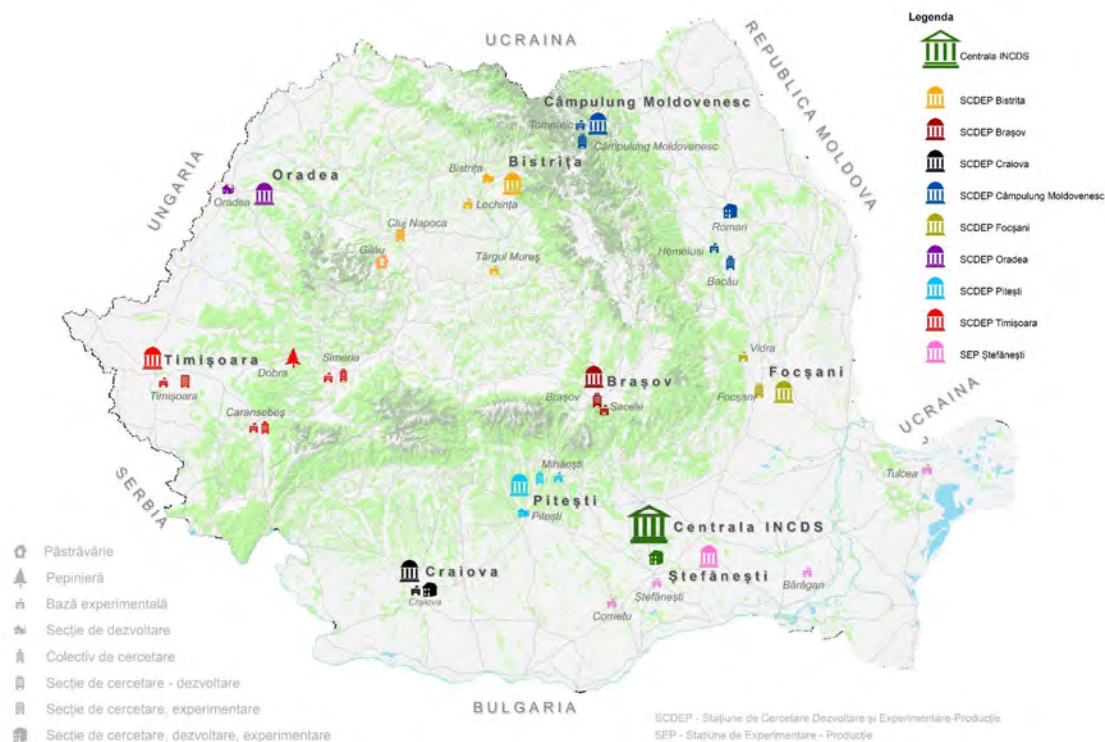 Legenda
Centrala INCDS
SCDEP Bistrița
SCDEP Brașov
SCDEP Craiova
SCDEP Câmpulung Moldovenesc
SCDEP Focșani
SCDEP Oradea
SCDEP Pitești
SCDEP Timișoara
SEP Ștefănești
UCRAINA
REPUBLICA MOLDOVA
UNGARIA
SERBIA
BULGARIA
UCRAINA
Câmpulung Moldovenesc
Tomnatic
Câmpulung Moldovenesc
Bistrița
Bistrița
Lechința
Oradea
Oradea
Cluj Napoca
Gilău
Târgul Mureș
Roman
Hemeiusi
Bacău
Timișoara
Timișoara
Dobra
Simeria
Caransebeș
Brașov
Brașov
Sacele
Vidra
Focșani
Focșani
Tulcea
Mihăești
Pitești
Pitești
Centrala INCDS
Ștefănești
Ștefănești
Bărăgan
Cornetu
Craiova
Craiova
Păstrăvărie
Pepinieră
Bază experimentală
Secție de dezvoltare
Colectiv de cercetare
Secție de cercetare - dezvoltare
Secție de cercetare, experimentare
Secție de cercetare, dezvoltare, experimentare
SCDEP - Stațiune de Cercetare Dezvoltare și Experimentare-Producție
SEP - Stațiune de Experimentare - Producție